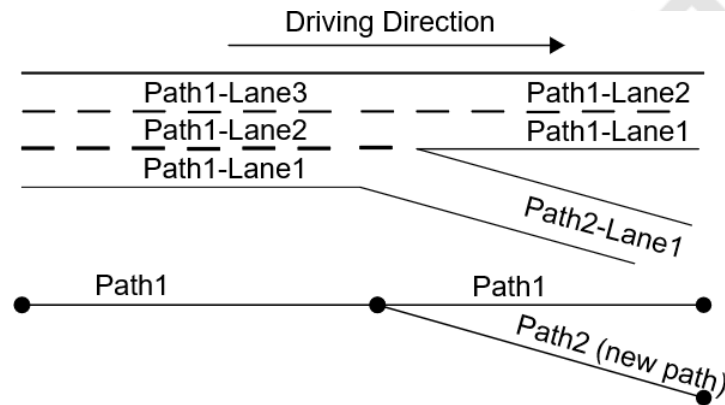 Driving Direction
Path1-Lane3
Path1-Lane2
Path1-Lane2
Path1-Lane1
Path1-Lane1
Path2-Lane1
Path1
Path1
Path2 (new path)